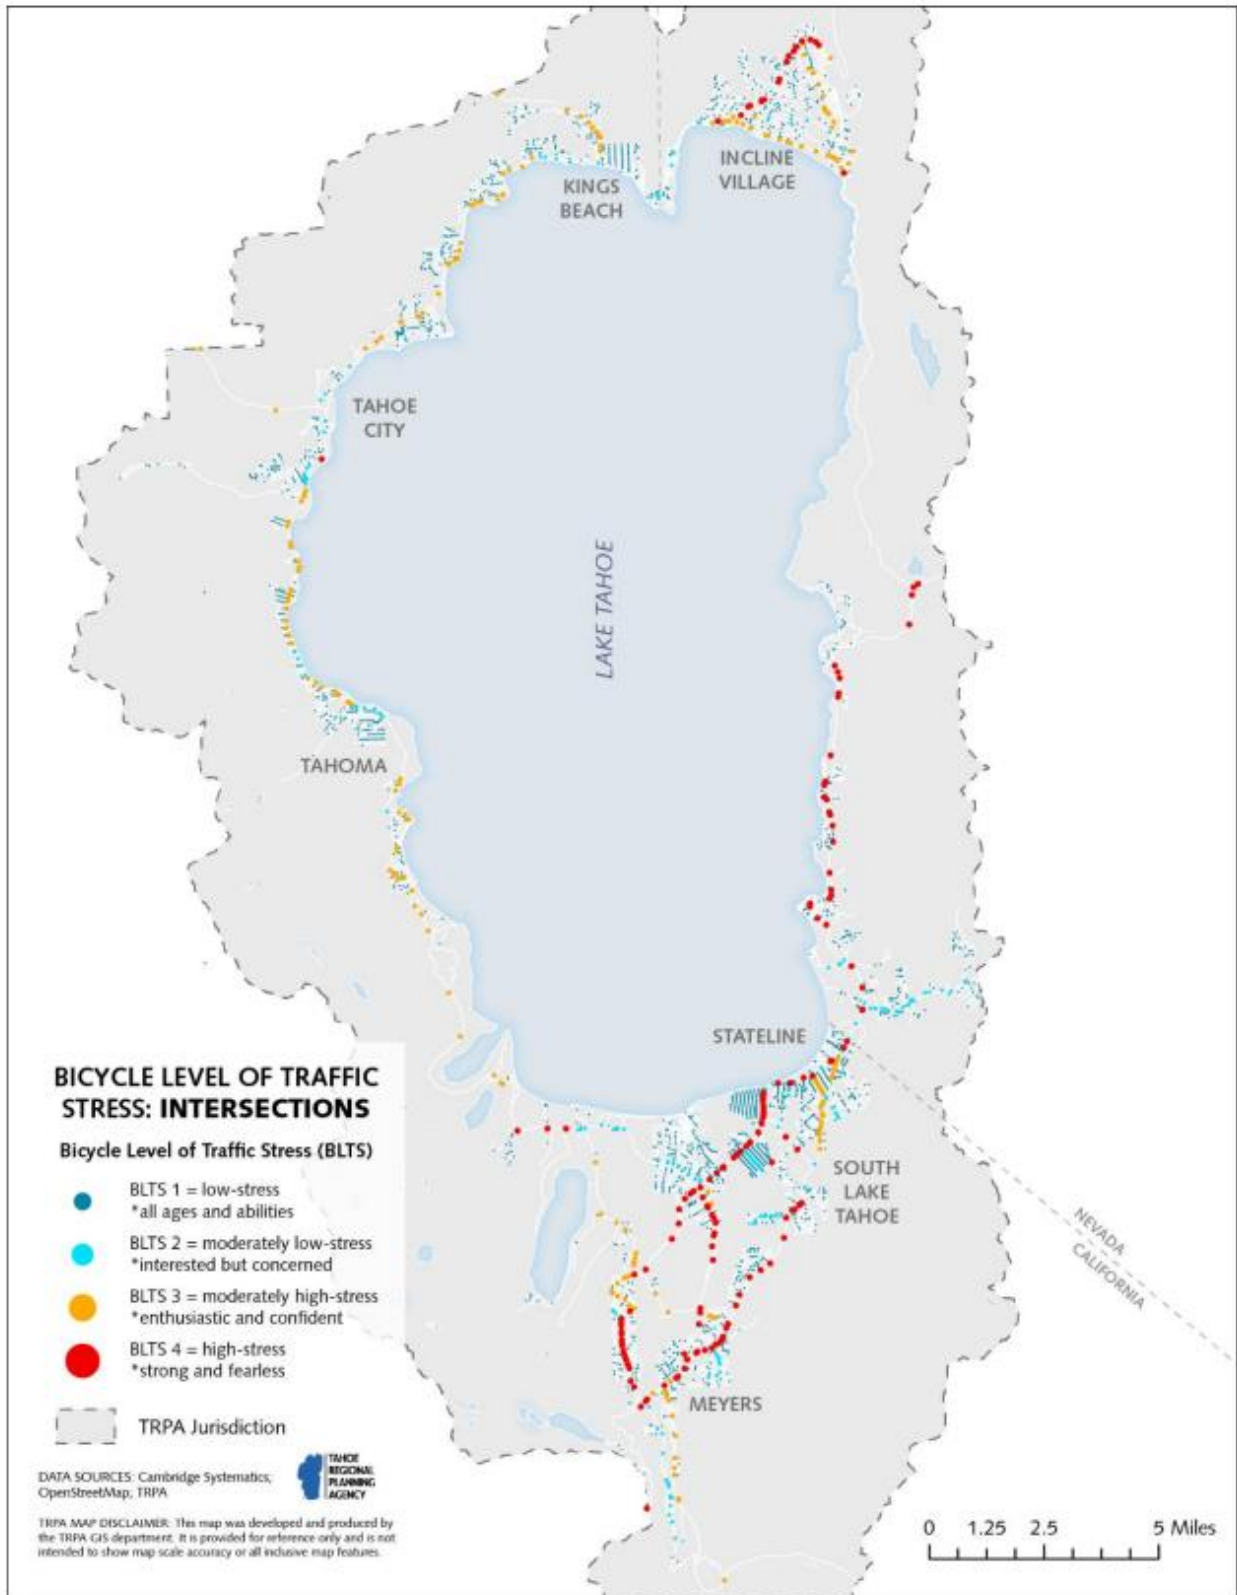 INCLINE
VILLAGE
KINGS
BEACH
TAHOE
CITY
LAKE TAHOE
TAHOMA
STATELINE
SOUTH
LAKE
TAHOE
NEVADA
CALIFORNIA
MEYERS
BICYCLE LEVEL OF TRAFFIC
STRESS: INTERSECTIONS
Bicycle Level of Traffic Stress (BLTS)
BLTS 1 = low-stress
*all ages and abilities
BLTS 2 = moderately low-stress
*interested but concerned
BLTS 3 = moderately high-stress
*enthusiastic and confident
BLTS 4 = high-stress
*strong and fearless
TRPA Jurisdiction
DATA SOURCES: Cambridge Systematics,
OpenStreetMap, TRPA
TAHOE
REGIONAL
PLANNING
AGENCY
TRPA MAP DISCLAIMER: This map was developed and produced by
the TRPA GIS department. It is provided for reference only and is not
intended to show map scale accuracy or all inclusive map features.
0 1.25 2.5 5 Miles